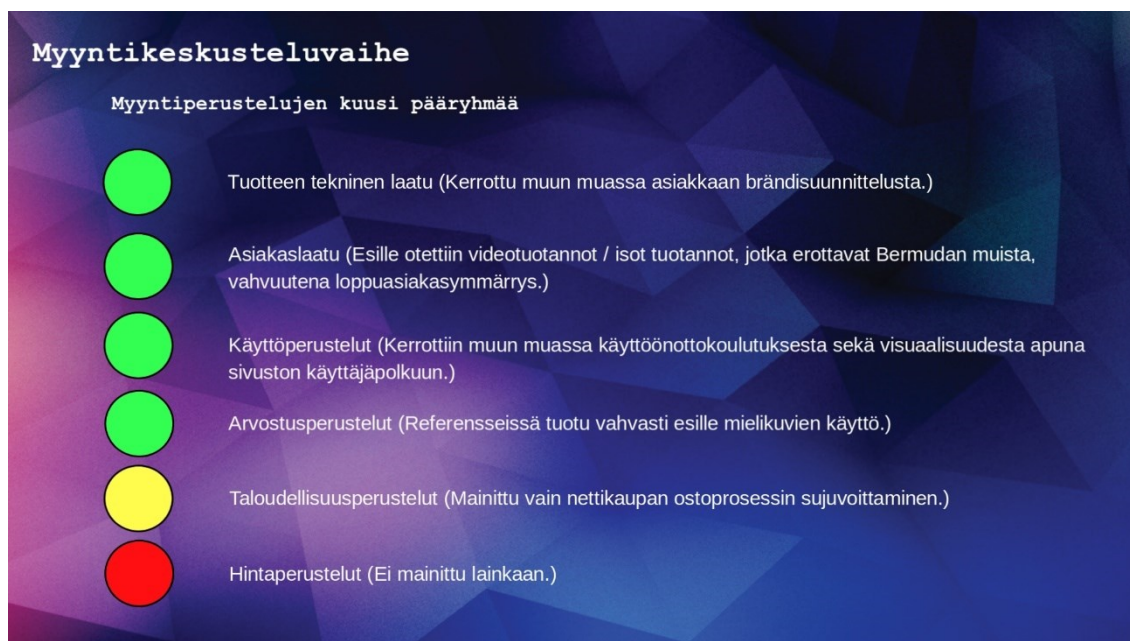 Myyntikeskusteluvaihe
Myyntiperustelujen kuusi pääryhmää
Tuotteen tekninen laatu (Kerrottu muun muassa asiakkaan brändisuunnittelusta.)
Asiakaslaatu (Esille otettiin videotuotannot / isot tuotannot, jotka erottavat Bermudan muista,
vahvuutena loppuasiakasymmärrys.)
Käyttöperustelut (Kerrottiin muun muassa käyttöönottokoulutuksesta sekä visuaalisuudesta apuna
sivuston käyttäjäpolkuun.)
Arvostusperustelut (Referensseissä tuotu vahvasti esille mielikuvien käyttö.)
Taloudellisuusperustelut (Mainittu vain nettikaupan ostoprosessin sujuvoittaminen.)
Hintaperustelut (Ei mainittu lainkaan.)